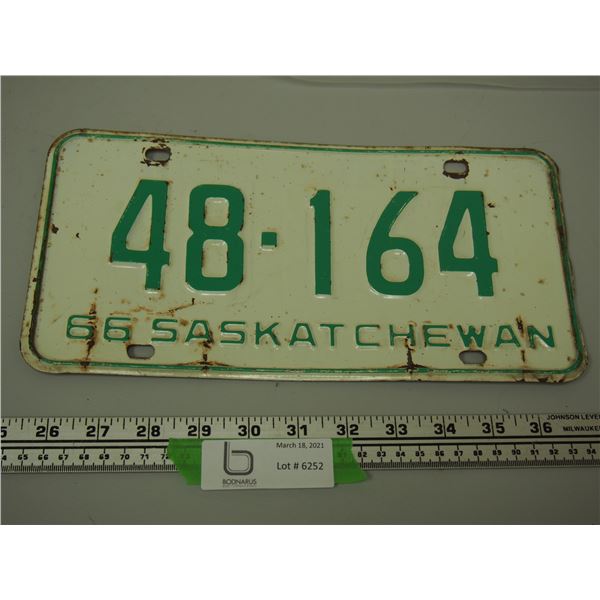 48-164
66 SASKATCHEWAN
26 27 28 29 30 31 32 33 34 35 36
JOHNSON LEVEL
MILWAUKEE
March 18, 2021
Lot # 6252
b
BODNARUS